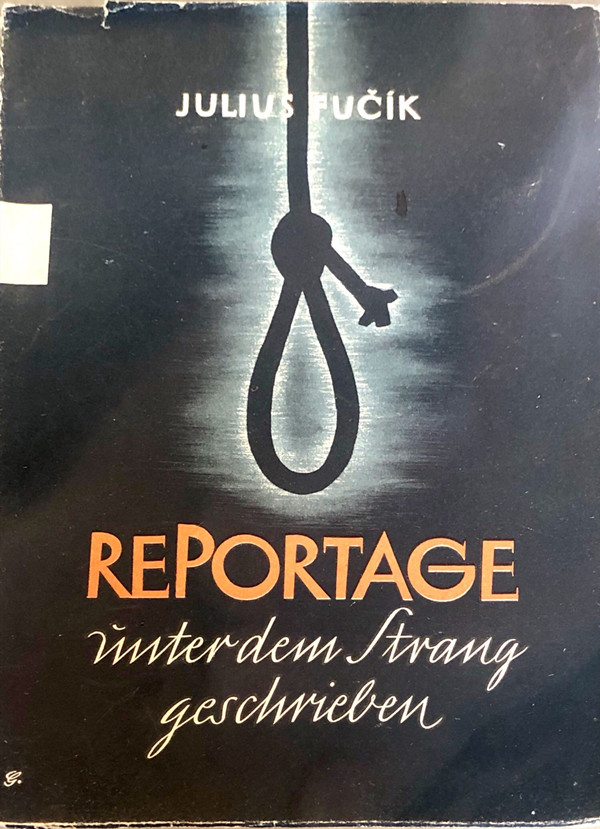 JULIUS FUČÍK
REPORTAGE
unter dem Strang
geschrieben
G.